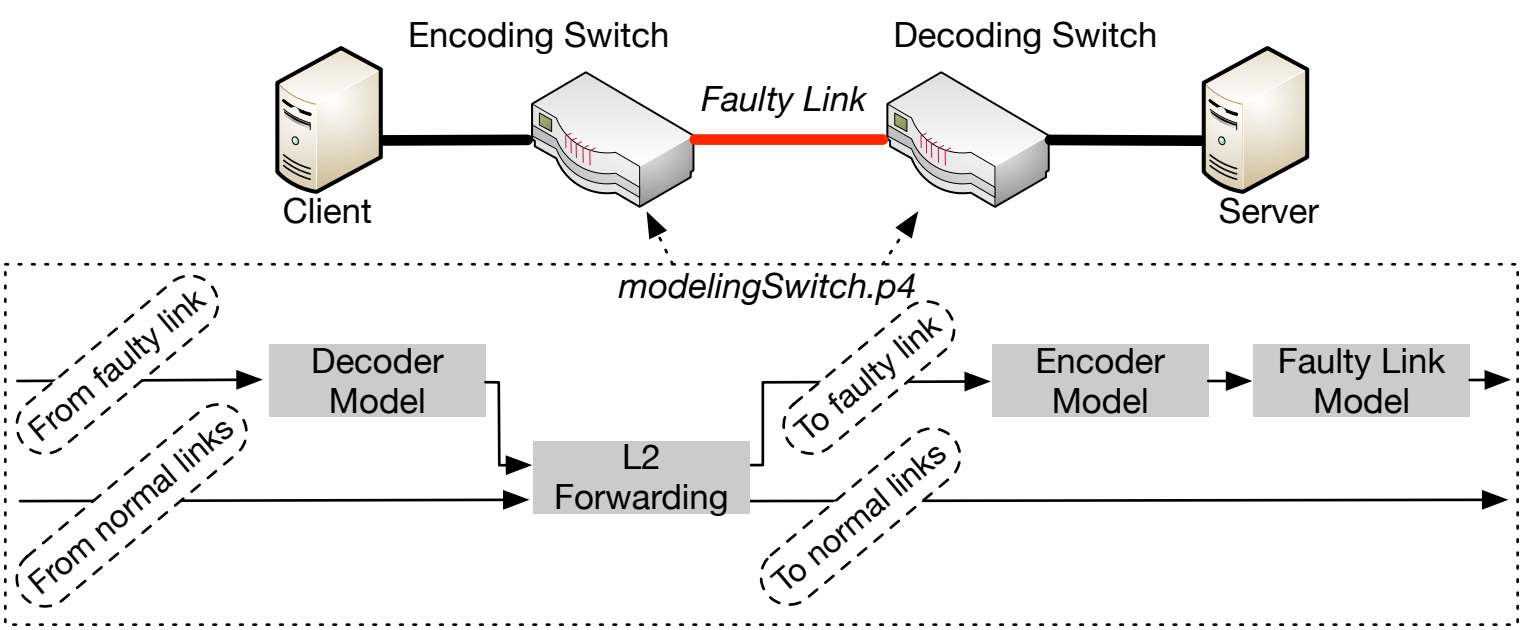 Encoding Switch
Decoding Switch
Faulty Link
Client
Server
modelingSwitch.p4
From faulty link
Decoder
Model
To faulty link
Encoder
Model
Faulty Link
Model
From normal links
L2
Forwarding
To normal links